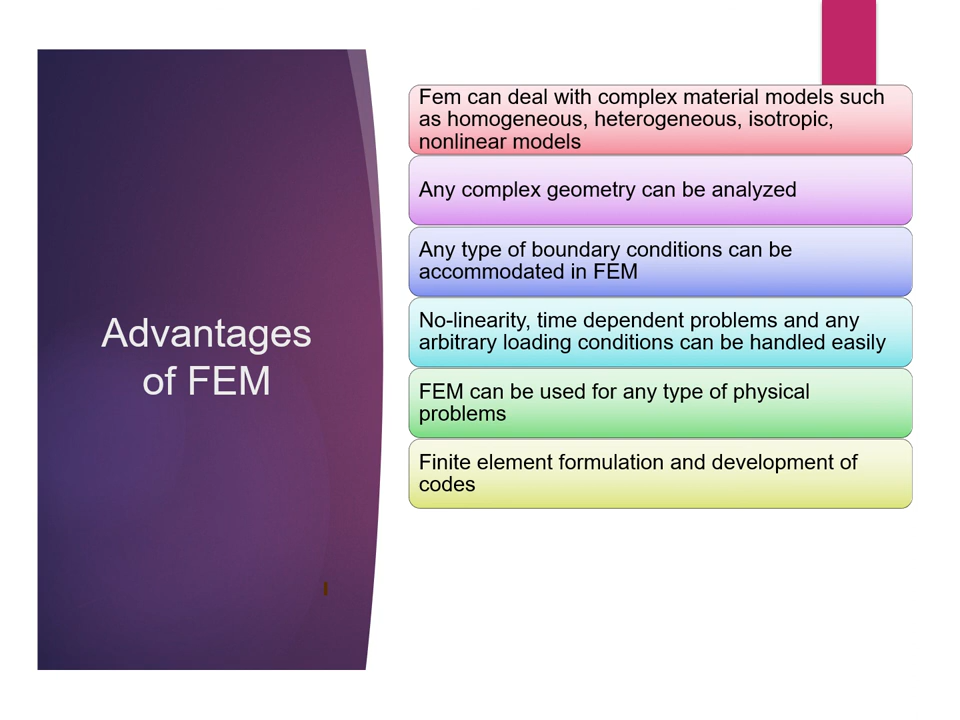 Advantages
of FEM
Fem can deal with complex material models such
as homogeneous, heterogeneous, isotropic,
nonlinear models
Any complex geometry can be analyzed
Any type of boundary conditions can be
accommodated in FEM
No-linearity, time dependent problems and any
arbitrary loading conditions can be handled easily
FEM can be used for any type of physical
problems
Finite element formulation and development of
codes